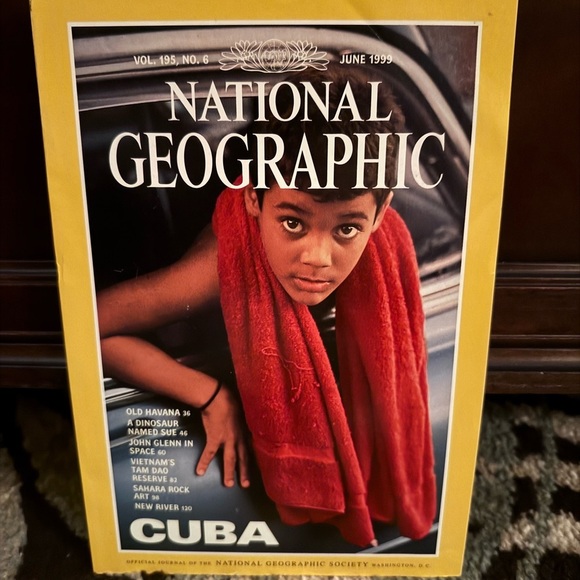 VOL. 195, NO. 6 JUNE 1999
NATIONAL
GEOGRAPHIC
OLD HAVANA 36
A DINOSAUR
NAMED SUE 46
JOHN GLENN IN
SPACE 60
VIETNAM'S
TAM DAO
RESERVE 82
SAHARA ROCK
ART 98
NEW RIVER 120
CUBA
OFFICIAL JOURNAL OF THE NATIONAL GEOGRAPHIC SOCIETY WASHINGTON, D.C.